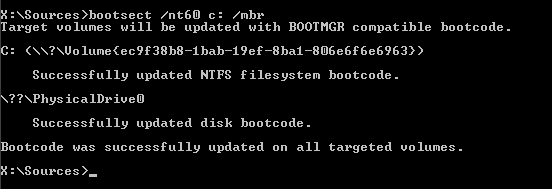 X:\Sources>bootsect /nt60 c: /mbr
Target volumes will be updated with BOOTMGR compatible bootcode.
C: (\\?\Volume{ec9f38b8-1bab-19ef-8ba1-806e6f6e6963})
Successfully updated NTFS filesystem bootcode.
\??\PhysicalDrive0
Successfully updated disk bootcode.
Bootcode was successfully updated on all targeted volumes.
X:\Sources>_